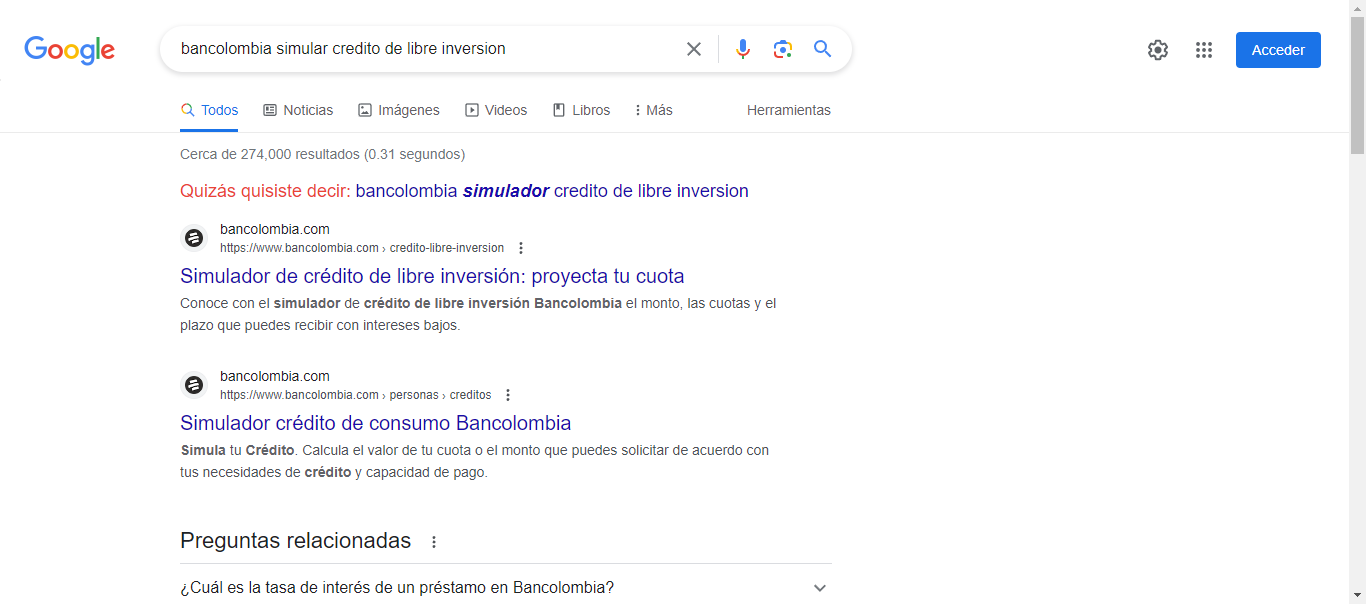 Google
bancolombia simular credito de libre inversion
Acceder
Todos
Noticias
Imágenes
Videos
Libros
Más
Herramientas
Cerca de 274,000 resultados (0.31 segundos)
Quizás quisiste decir: bancolombia simulador credito de libre inversion
bancolombia.com
https://www.bancolombia.com › credito-libre-inversion
Simulador de crédito de libre inversión: proyecta tu cuota
Conoce con el simulador de crédito de libre inversión Bancolombia el monto, las cuotas y el
plazo que puedes recibir con intereses bajos.
bancolombia.com
https://www.bancolombia.com › personas › creditos
Simulador crédito de consumo Bancolombia
Simula tu Crédito. Calcula el valor de tu cuota o el monto que puedes solicitar de acuerdo con
tus necesidades de crédito y capacidad de pago.
Preguntas relacionadas
¿Cuál es la tasa de interés de un préstamo en Bancolombia?